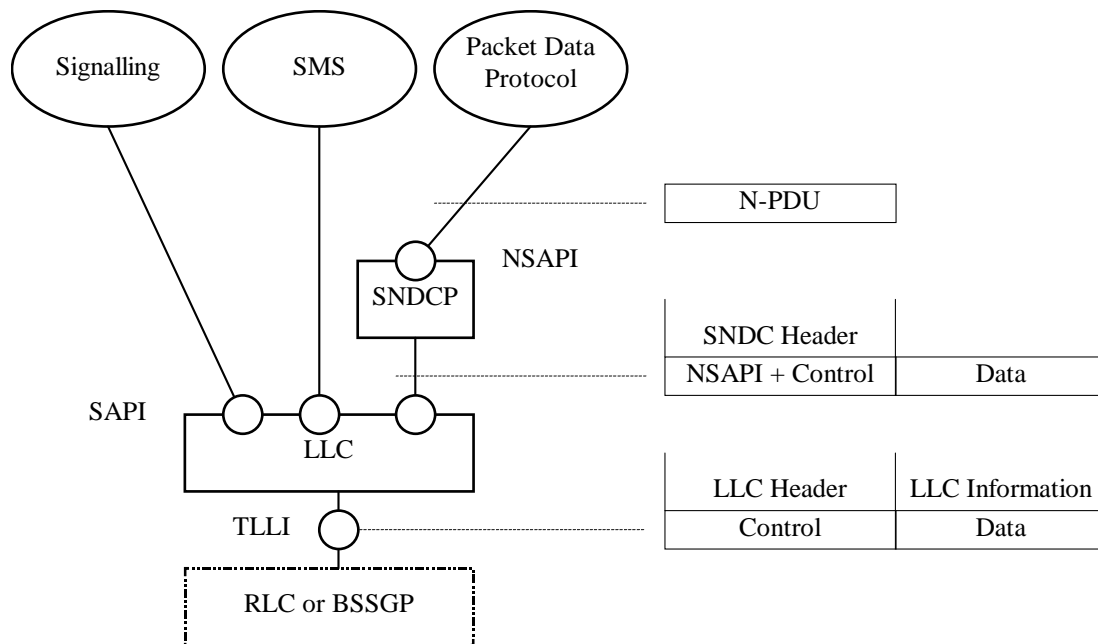 Signalling
SMS
Packet Data
Protocol
N-PDU
NSAPI
SNDCP
SNDC Header
NSAPI + Control
Data
SAPI
LLC
LLC Header
LLC Information
TLLI
Control
Data
RLC or BSSGP